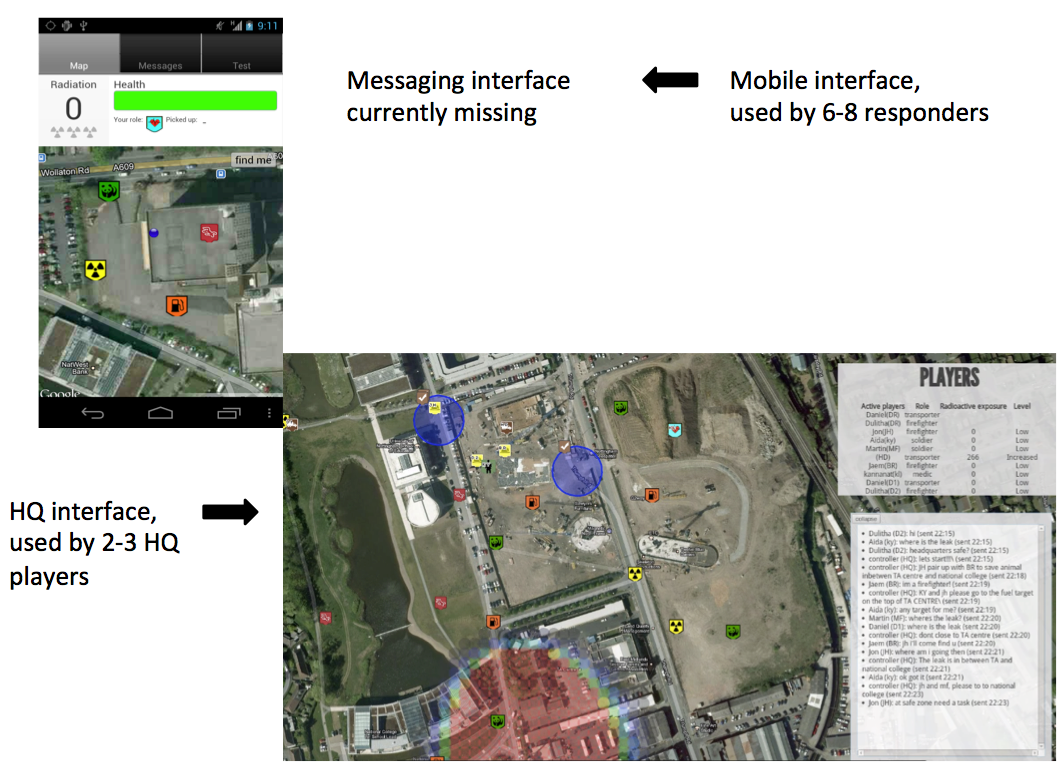 9:11
Map
Messages
Test
Radiation
0
Health
Your role:
Picked up: -
Messaging interface
currently missing
Mobile interface,
used by 6-8 responders
find me
A609
Wollaton Rd
NatWest
Bank
Google
HQ interface,
used by 2-3 HQ
players
PLAYERS
Active players Role Radioactive exposure Level
Daniel(DR) transporter
Dulitha(DR) firefighter
Jon(JH) firefighter 0 Low
Aida(ky) soldier 0 Low
Martin(MF) soldier 0 Low
(HD) transporter 266 Increased
Jaem(BR) firefighter 0 Low
kannanat(kl) medic 0 Low
Daniel(D1) transporter 0 Low
Dulitha(D2) firefighter 0 Low
collapse
• Dulitha (D2): hi (sent 22:15)
• Aida (ky): where is the leak (sent 22:15)
• Dulitha (D2): headquarters safe? (sent 22:15)
• controller (HQ): lets start!!! (sent 22:15)
• controller (HQ): JH pair up with BR to save animal
inbetwen TA centre and national college (sent 22:18)
• Jaem (BR): im a firefighter! (sent 22:19)
• controller (HQ): KY and jh please go to the fuel target
on the top of TA CENTRE\ (sent 22:19)
• Aida (ky): any target for me? (sent 22:19)
• Martin (MF): wheres the leak? (sent 22:20)
• Daniel (D1): where is the leak (sent 22:20)
• controller (HQ): dont close to TA centre (sent 22:20)
• Jaem (BR): jh i'll come find u (sent 22:20)
• Jon (JH): where am i going then (sent 22:21)
• controller (HQ): The leak is in between TA and
national college (sent 22:21)
• Aida (ky): ok got it (sent 22:21)
• controller (HQ): jh and mf, please to to national
college (sent 22:23)
• Jon (JH): at safe zone need a task (sent 22:23)